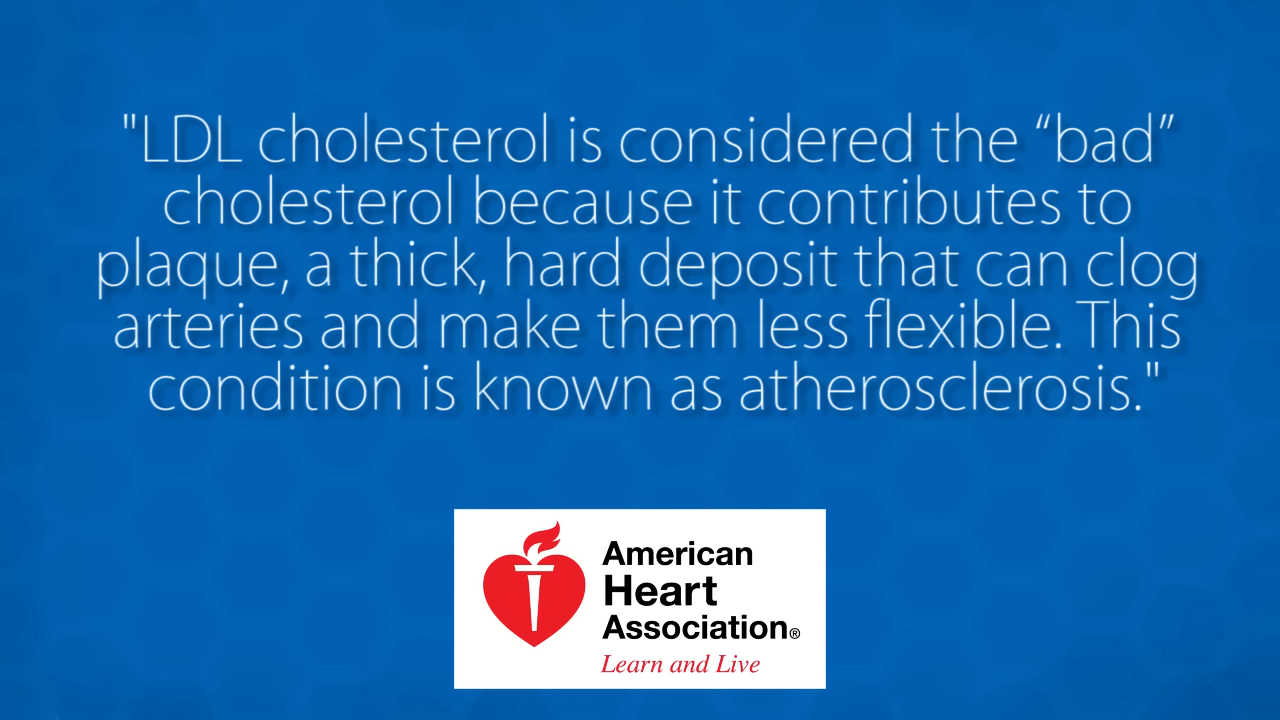 "LDL cholesterol is considered the “bad”
cholesterol because it contributes to
plaque, a thick, hard deposit that can clog
arteries and make them less flexible. This
condition is known as atherosclerosis."
American
Heart
Association®
Learn and Live